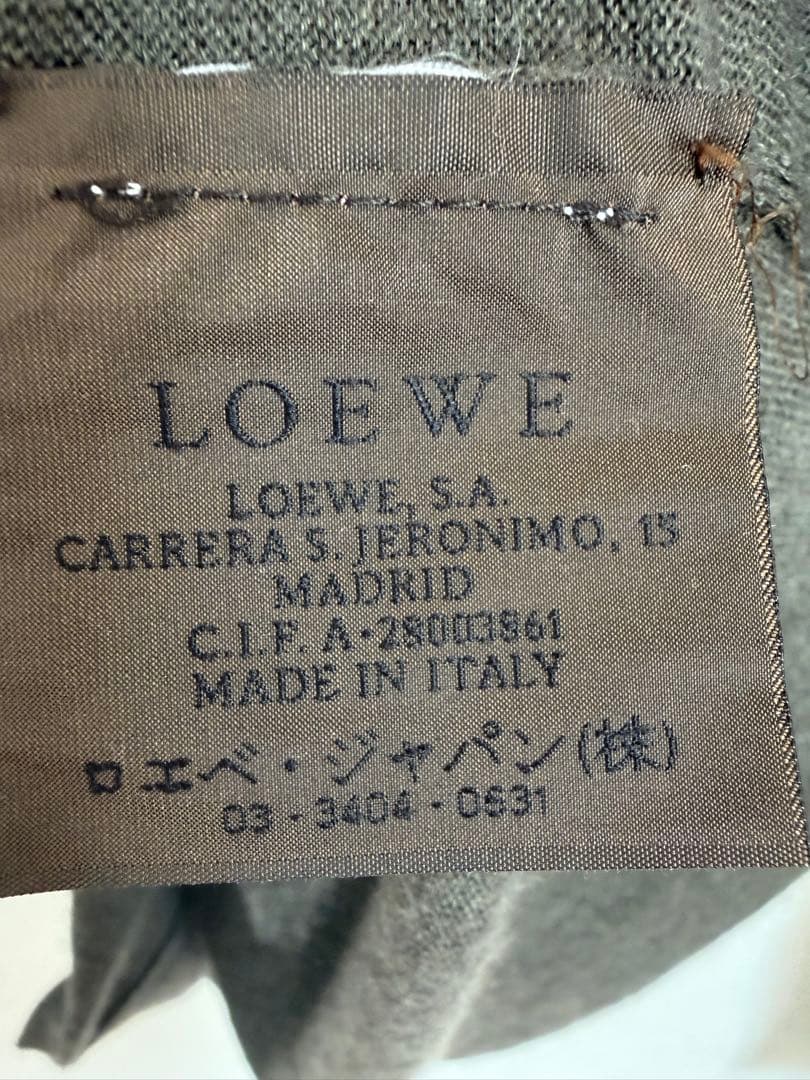 LOEWE
LOEWE, S.A.
CARRERA S. JERONIMO, 15
MADRID
C.I.F. A-28003861
MADE IN ITALY
ロエベ・ジャパン(株)
03-3404-0631